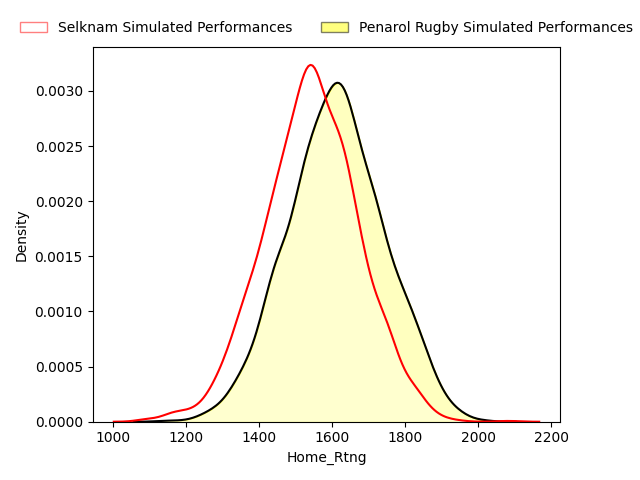 Selknam Simulated Performances
Penarol Rugby Simulated Performances
0.0030
0.0025
0.0020
0.0015
0.0010
0.0005
0.0000
Density
1000 1200 1400 1600 1800 2000 2200
Home_Rtng